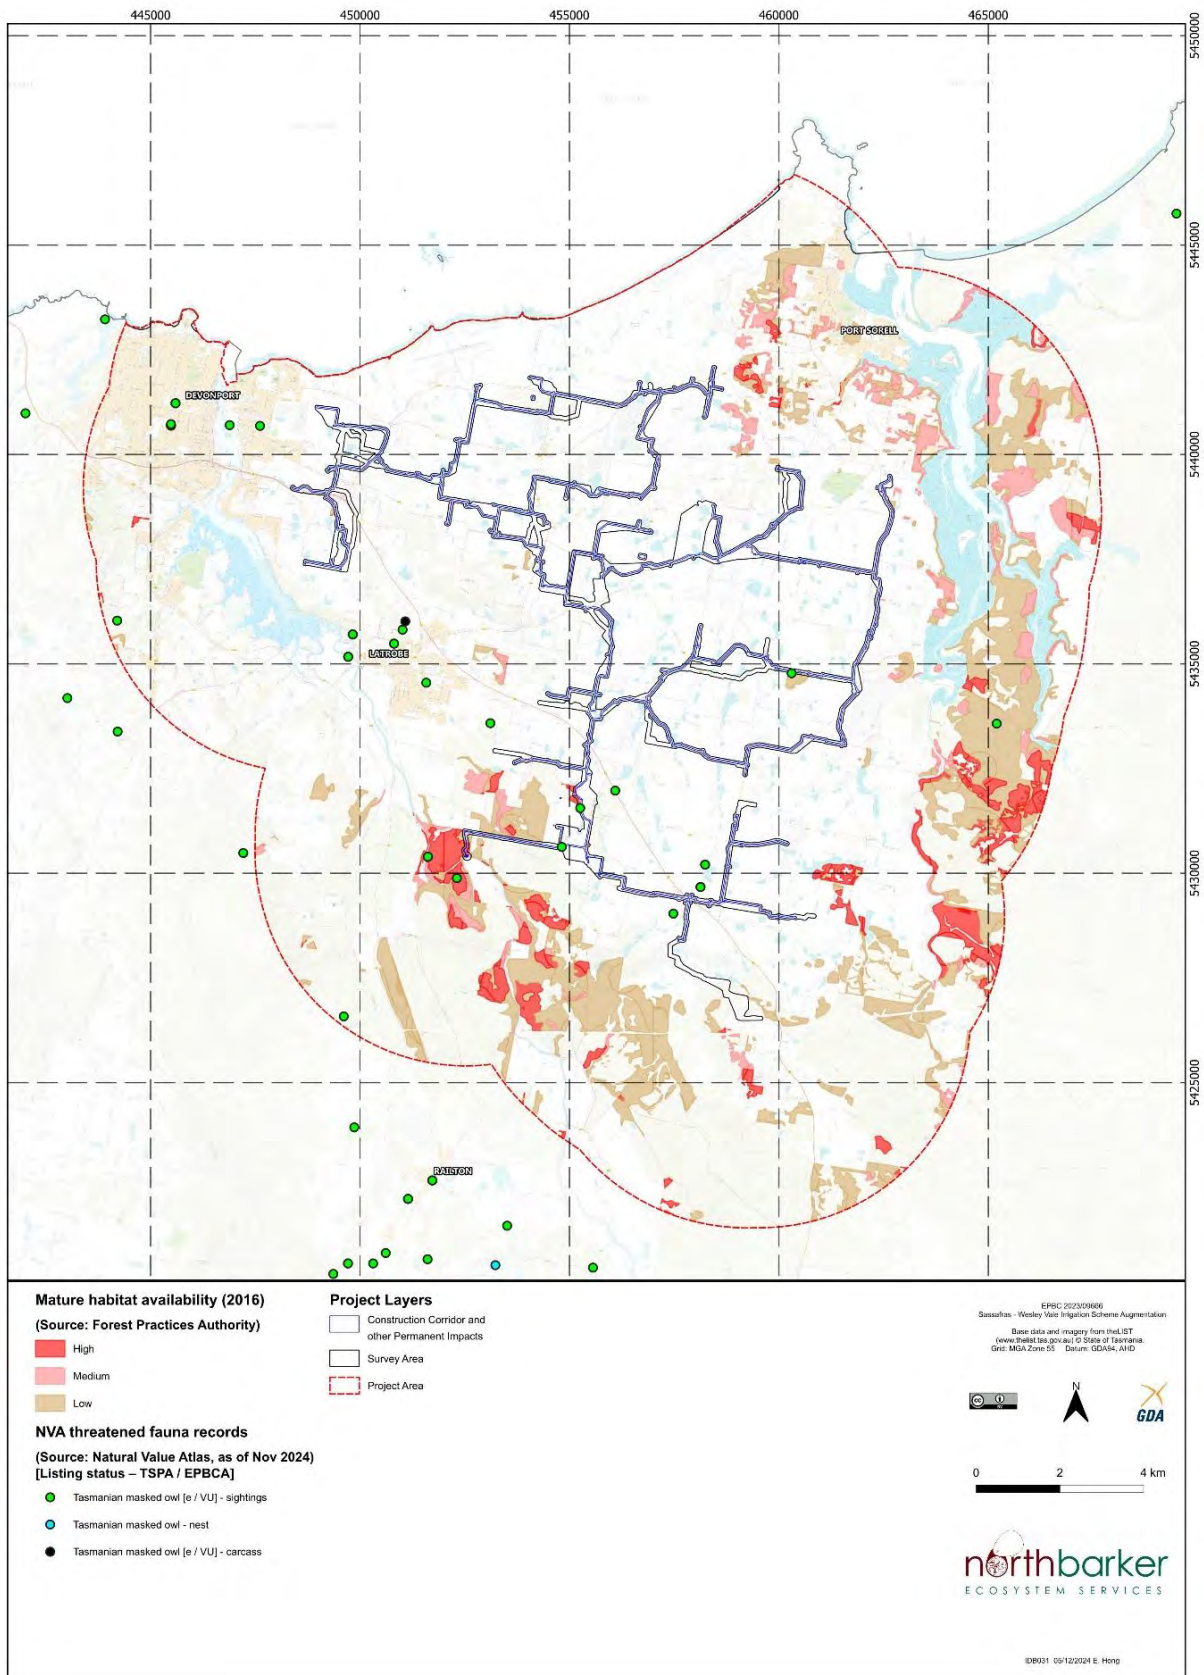 445000 450000 455000 460000 465000
5450000
5445000
5440000
5435000
5430000
5425000
PORT SORELL
DEVONPORT
LATROBE
RAILTON
Mature habitat availability (2016)
(Source: Forest Practices Authority)
High
Medium
Low
NVA threatened fauna records
(Source: Natural Value Atlas, as of Nov 2024)
[Listing status – TSPA / EPBCA]
Tasmanian masked owl [e / VU] - sightings
Tasmanian masked owl - nest
Tasmanian masked owl [e / VU] - carcass
Project Layers
Construction Corridor and
other Permanent Impacts
Survey Area
Project Area
EPBC 2023/09686
Sassafras - Wesley Vale Irrigation Scheme Augmentation
Base data and imagery from theLIST
(www.thelist.tas.gov.au) © State of Tasmania.
Grid: MGA Zone 55 Datum: GDA94, AHD
cc
N
GDA
0 2 4 km
northbarker
ECOSYSTEM SERVICES
IDB031 05/12/2024 E. Hong